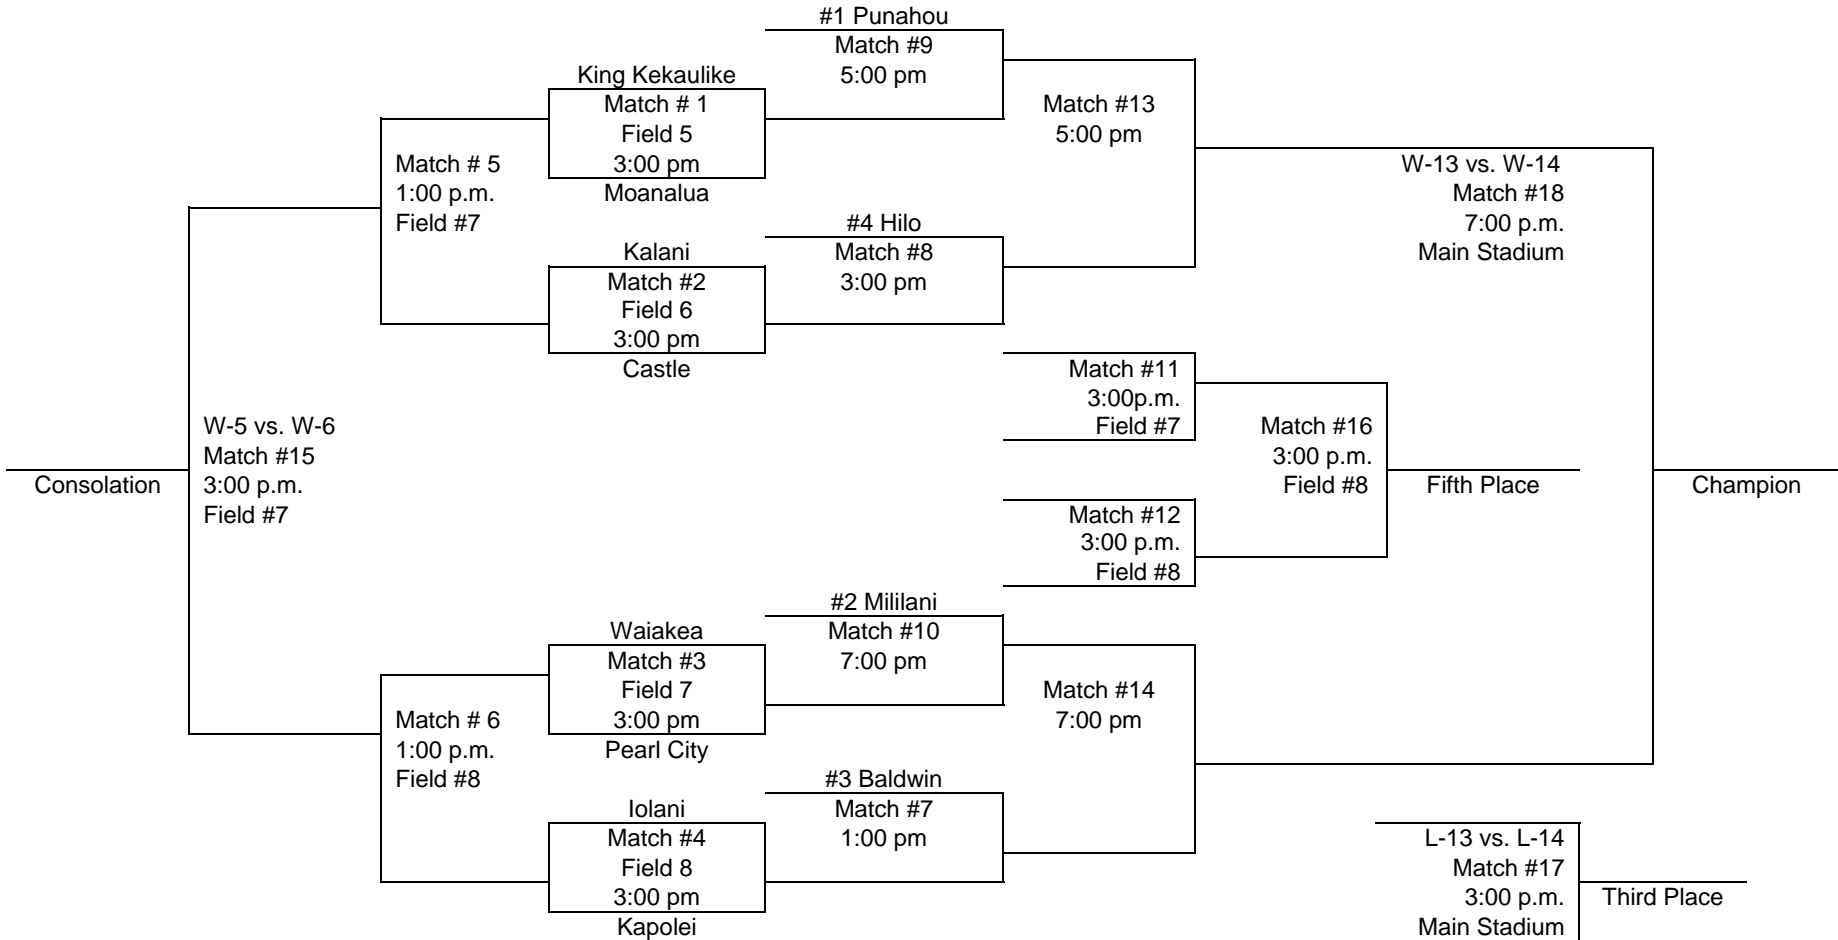 #1 Punahou
Match #9
5:00 pm
King Kekaulike
Match # 1
Field 5
3:00 pm
Moanalua
Match #13
5:00 pm
Match # 5
1:00 p.m.
Field #7
W-13 vs. W-14
Match #18
7:00 p.m.
Main Stadium
#4 Hilo
Match #8
3:00 pm
Kalani
Match #2
Field 6
3:00 pm
Castle
Match #11
3:00p.m.
Field #7
W-5 vs. W-6
Match #15
3:00 p.m.
Field #7
Consolation
Match #16
3:00 p.m.
Field #8
Fifth Place
Champion
Match #12
3:00 p.m.
Field #8
#2 Mililani
Match #10
7:00 pm
Waiakea
Match #3
Field 7
3:00 pm
Pearl City
Match #14
7:00 pm
Match # 6
1:00 p.m.
Field #8
#3 Baldwin
Match #7
1:00 pm
Iolani
Match #4
Field 8
3:00 pm
Kapolei
L-13 vs. L-14
Match #17
3:00 p.m.
Main Stadium
Third Place